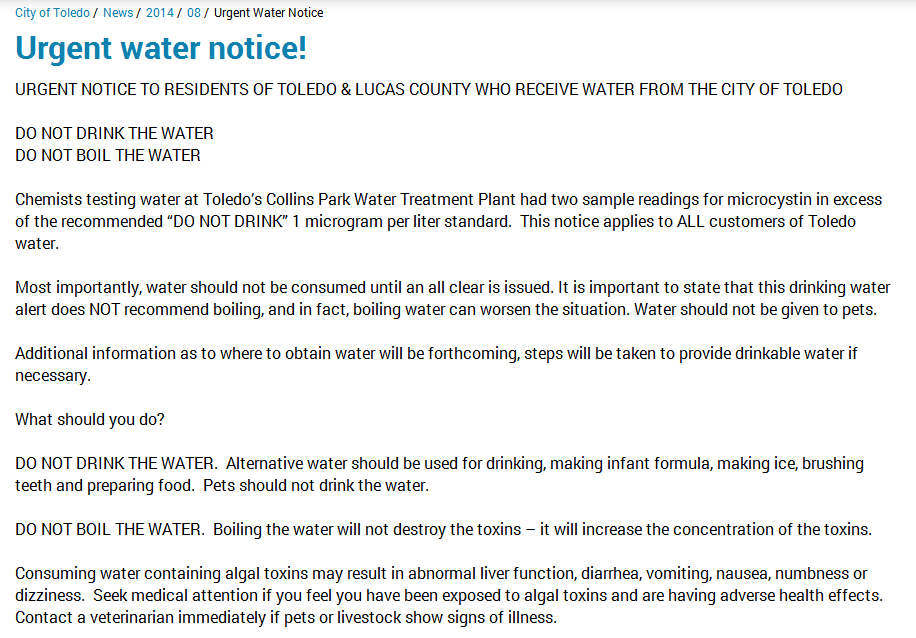 City of Toledo / News / 2014 / 08 / Urgent Water Notice
Urgent water notice!
URGENT NOTICE TO RESIDENTS OF TOLEDO & LUCAS COUNTY WHO RECEIVE WATER FROM THE CITY OF TOLEDO
DO NOT DRINK THE WATER
DO NOT BOIL THE WATER
Chemists testing water at Toledo’s Collins Park Water Treatment Plant had two sample readings for microcystin in excess
of the recommended “DO NOT DRINK” 1 microgram per liter standard.  This notice applies to ALL customers of Toledo
water.
Most importantly, water should not be consumed until an all clear is issued. It is important to state that this drinking water
alert does NOT recommend boiling, and in fact, boiling water can worsen the situation. Water should not be given to pets.
Additional information as to where to obtain water will be forthcoming, steps will be taken to provide drinkable water if
necessary.
What should you do?
DO NOT DRINK THE WATER.  Alternative water should be used for drinking, making infant formula, making ice, brushing
teeth and preparing food.  Pets should not drink the water.
DO NOT BOIL THE WATER.  Boiling the water will not destroy the toxins – it will increase the concentration of the toxins.
Consuming water containing algal toxins may result in abnormal liver function, diarrhea, vomiting, nausea, numbness or
dizziness.  Seek medical attention if you feel you have been exposed to algal toxins and are having adverse health effects.
Contact a veterinarian immediately if pets or livestock show signs of illness.